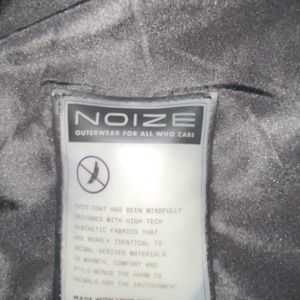 NOIZE
OUTERWEAR FOR ALL WHO CARE
THIS COAT HAS BEEN MINDFULLY
DESIGNED WITH HIGH-TECH
SYNTHETIC FABRICS THAT
ARE NEARLY IDENTICAL TO
ANIMAL-DERIVED MATERIALS
IN WARMTH, COMFORT AND
STYLE-MINUS THE HARM TO
ANIMALS AND THE ENVIRONMENT
MADE WITH